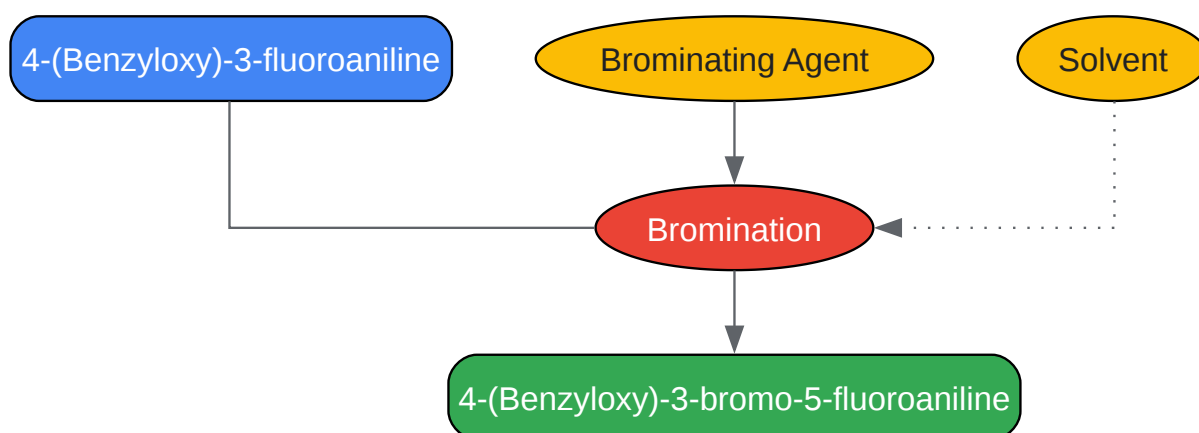 4-(Benzyloxy)-3-fluoroaniline
Brominating Agent
Solvent
Bromination
4-(Benzyloxy)-3-bromo-5-fluoroaniline